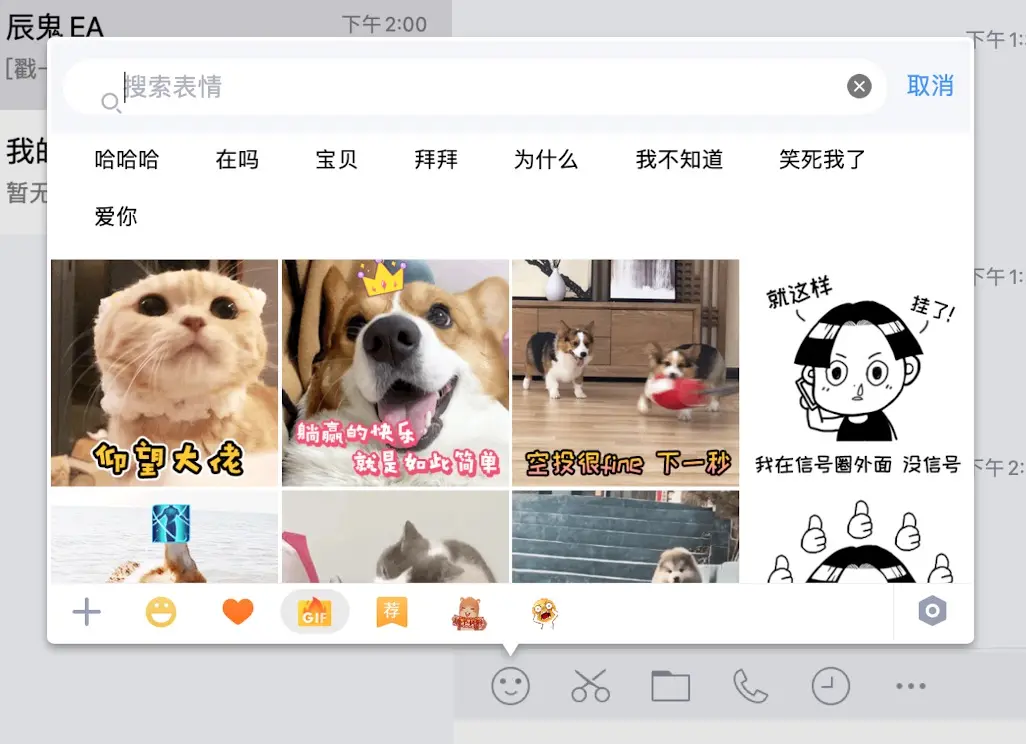 辰鬼 EA
下午 2:00
下午 1:
[戳
搜索表情
取消
我的
暂无
哈哈哈
在吗
宝贝
拜拜
为什么
我不知道
笑死我了
爱你
仰望大佬
躺赢的快乐
就是如此简单
空投很fine 下一秒
就这样
挂了!
我在信号圈外面 没信号
下午 1:
下午 2:
GIF
荐